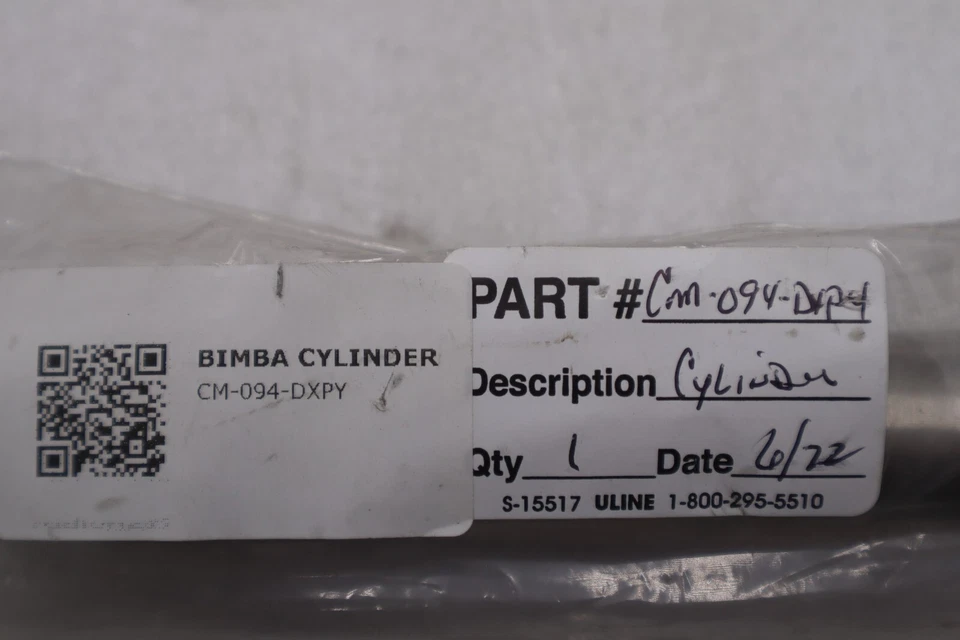 BIMBA CYLINDER
CM-094-DXPY
PART # CM-094-DXPY
Description Cylinder
Qty 1 Date 6/22
S-15517 ULINE 1-800-295-5510